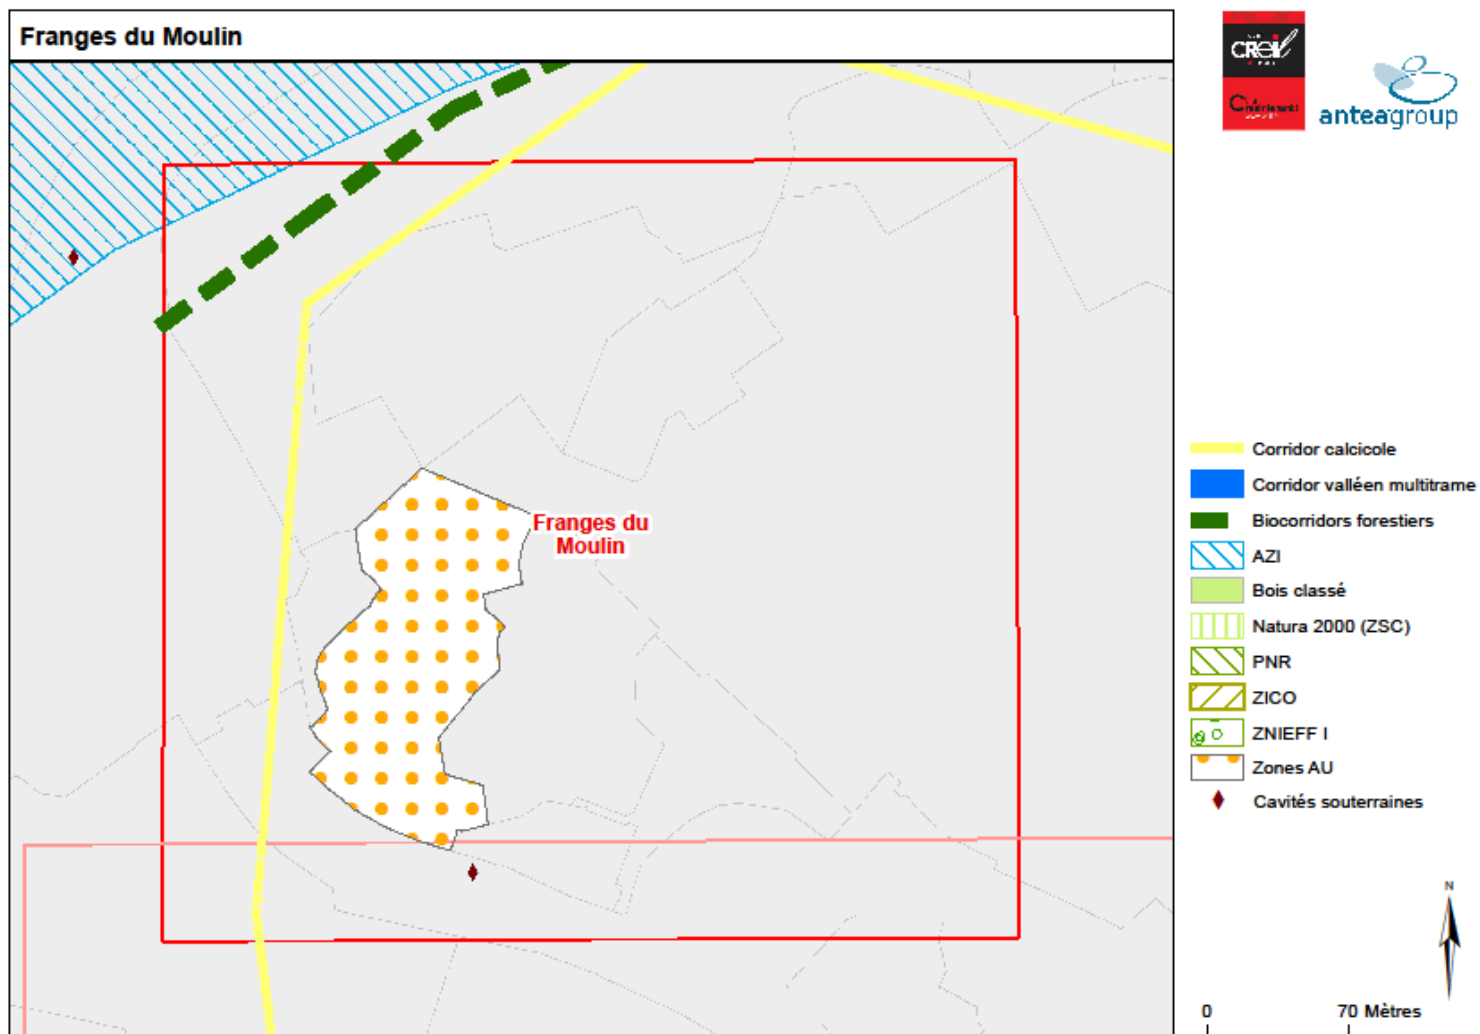 Franges du Moulin
CREIL
anteagroup
Franges du
Moulin
Corridor calcicole
Corridor valléen multitrame
Biocorridors forestiers
AZI
Bois classé
Natura 2000 (ZSC)
PNR
ZICO
ZNIEFF I
Zones AU
Cavités souterraines
N
0 70 Mètres